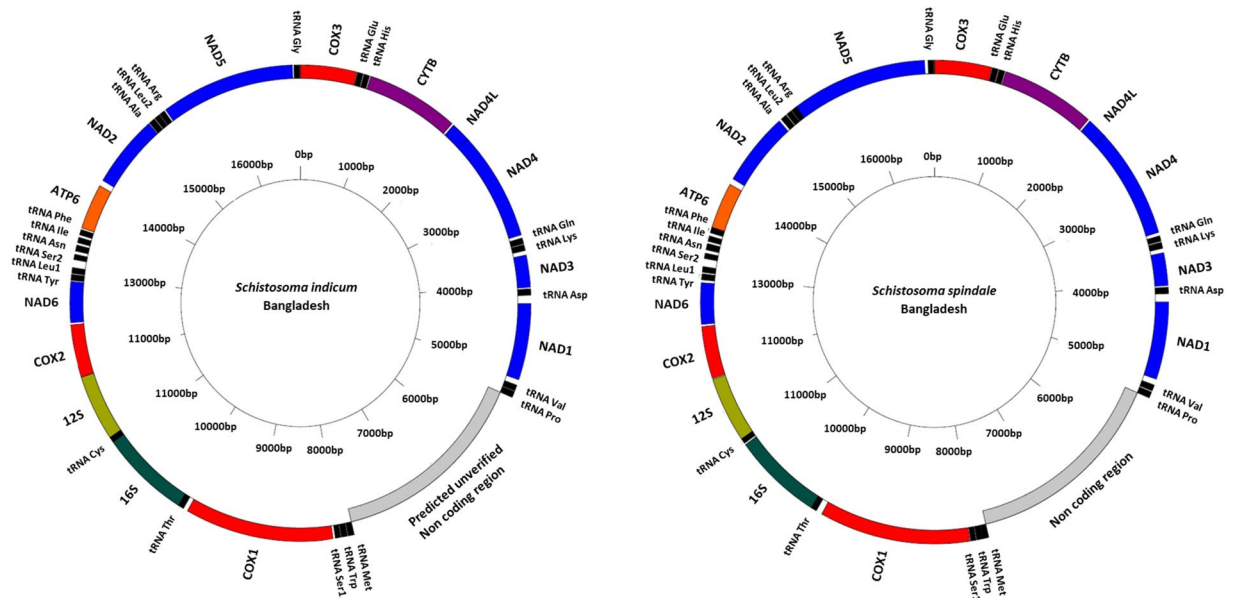 tRNA Gly
COX3
tRNA Glu
tRNA His
CYTB
NAD4L
NAD4
tRNA Gln
tRNA Lys
NAD3
tRNA Asp
NAD1
tRNA Val
tRNA Pro
Predicted unverified
Non coding region
tRNA Met
tRNA Trp
tRNA Ser1
COX1
tRNA Thr
16S
tRNA Cys
12S
COX2
NAD6
tRNA Tyr
tRNA Leu1
tRNA Ser2
tRNA Asn
tRNA Ile
tRNA Phe
ATP6
NAD2
tRNA Ala
tRNA Leu2
tRNA Arg
NAD5
0bp
1000bp
2000bp
3000bp
4000bp
5000bp
6000bp
7000bp
8000bp
9000bp
10000bp
11000bp
11000bp
13000bp
14000bp
15000bp
16000bp
Schistosoma indicum
Bangladesh
tRNA Gly
COX3
tRNA Glu
tRNA His
CYTB
NAD4L
NAD4
tRNA Gln
tRNA Lys
NAD3
tRNA Asp
NAD1
tRNA Val
tRNA Pro
Non coding region
tRNA Met
tRNA Trp
tRNA Ser1
COX1
tRNA Thr
16S
tRNA Cys
12S
COX2
NAD6
tRNA Tyr
tRNA Leu1
tRNA Ser2
tRNA Asn
tRNA Ile
tRNA Phe
ATP6
NAD2
tRNA Ala
tRNA Leu2
tRNA Arg
NAD5
0bp
1000bp
2000bp
3000bp
4000bp
5000bp
6000bp
7000bp
8000bp
9000bp
10000bp
11000bp
11000bp
13000bp
14000bp
15000bp
16000bp
Schistosoma spindale
Bangladesh